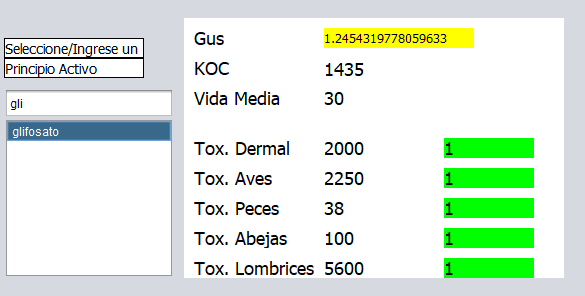 Seleccione/Ingrese un
Principio Activo
gli
glifosato
Gus 1.2454319778059633
KOC 1435
Vida Media 30
Tox. Dermal 2000 1
Tox. Aves 2250 1
Tox. Peces 38 1
Tox. Abejas 100 1
Tox. Lombrices 5600 1